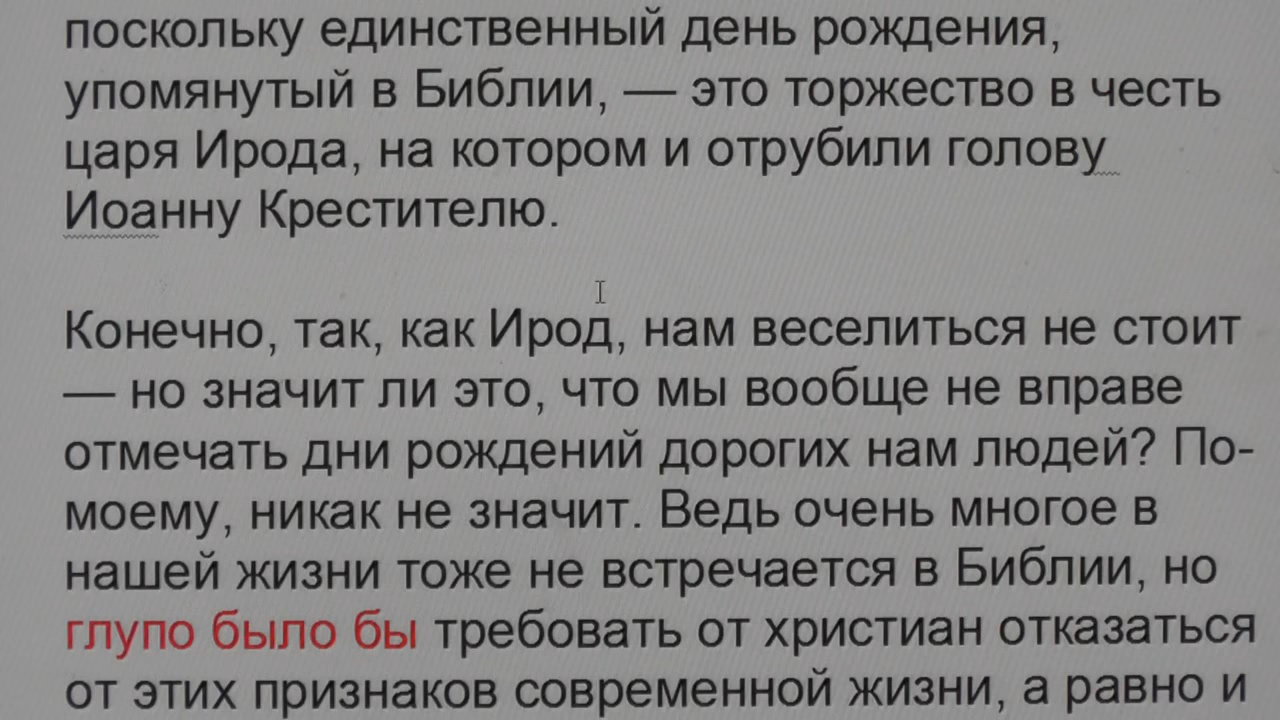 поскольку единственный день рождения,
упомянутый в Библии, — это торжество в честь
царя Ирода, на котором и отрубили голову
Иоанну Крестителю.
Конечно, так, как Ирод, нам веселиться не стоит
— но значит ли это, что мы вообще не вправе
отмечать дни рождений дорогих нам людей? По-
моему, никак не значит. Ведь очень многое в
нашей жизни тоже не встречается в Библии, но
глупо было бы требовать от христиан отказаться
от этих признаков современной жизни, а равно и